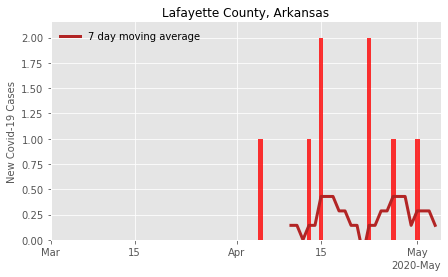 Lafayette County, Arkansas
7 day moving average
2.00
1.75
1.50
1.25
1.00
0.75
0.50
0.25
0.00
New Covid-19 Cases
Mar
15
Apr
15
May
2020-May